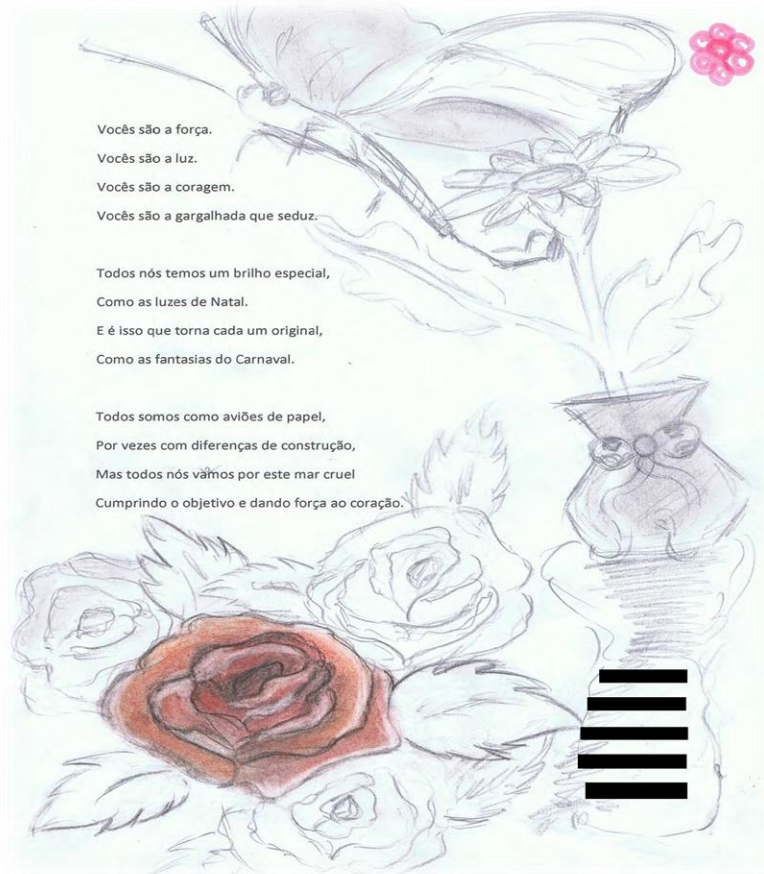 Vocês são a força.
Vocês são a luz.
Vocês são a coragem.
Vocês são a gargalhada que seduz.
Todos nós temos um brilho especial,
Como as luzes de Natal.
E é isso que torna cada um original,
Como as fantasias do Carnaval.
Todos somos como aviões de papel,
Por vezes com diferenças de construção,
Mas todos nós vamos por este mar cruel
Cumprindo o objetivo e dando força ao coração.